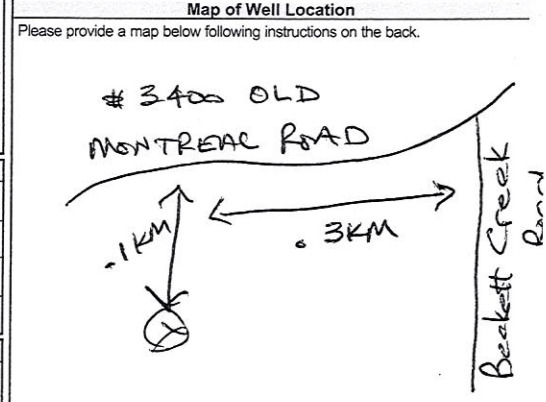 Map of Well Location
Please provide a map below following instructions on the back.
# 3400 OLD
MONTREAL ROAD
.1KM
.3KM
Beckett Creek
Road